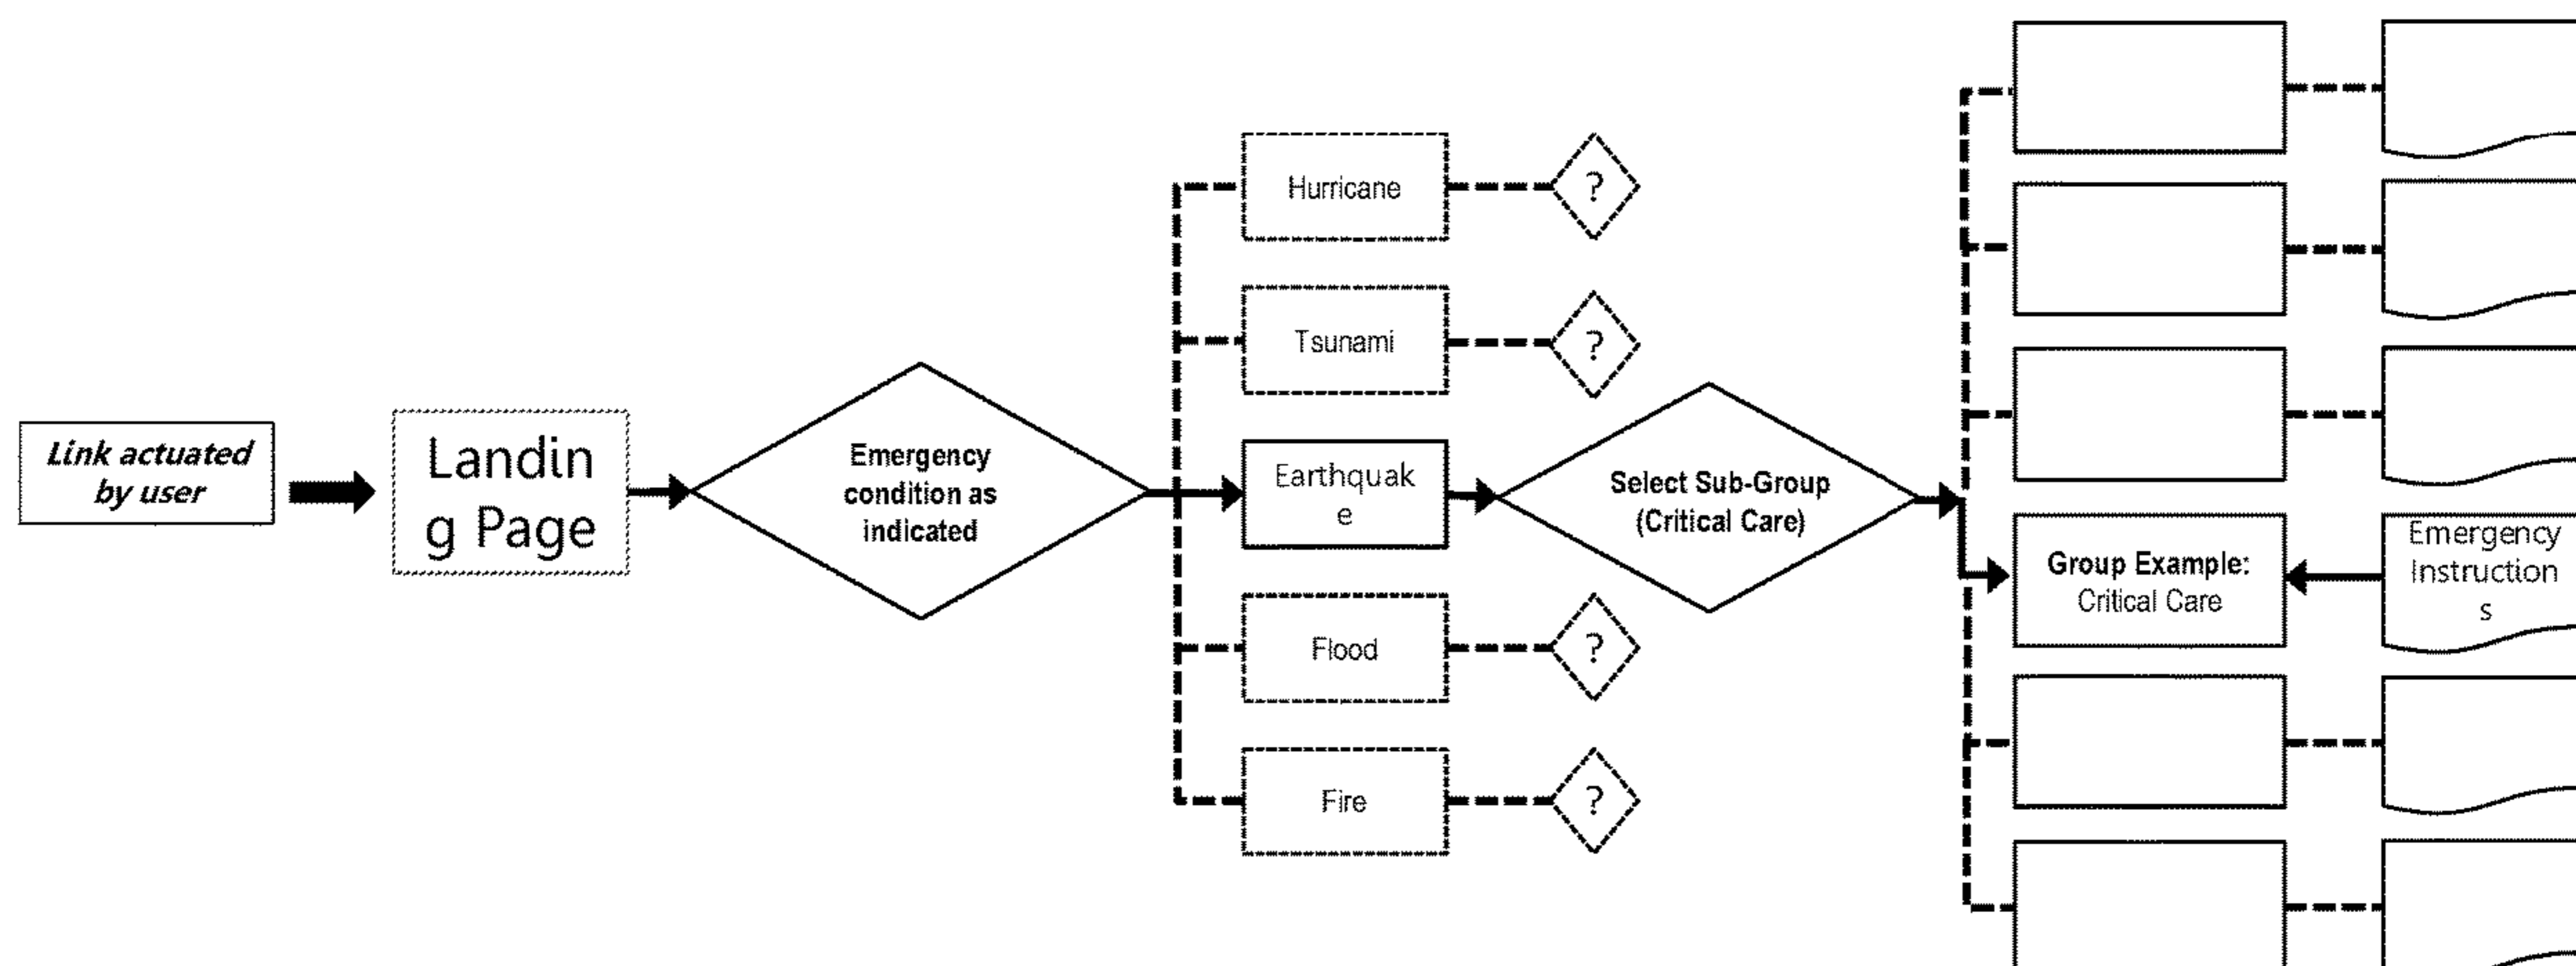 Link actuated
by user
Landin
g Page
Emergency
condition as
indicated
Hurricane
?
Tsunami
?
Earthquak
e
Select Sub-Group
(Critical Care)
Flood
?
Fire
?
Group Example:
Critical Care
Emergency
Instruction
s